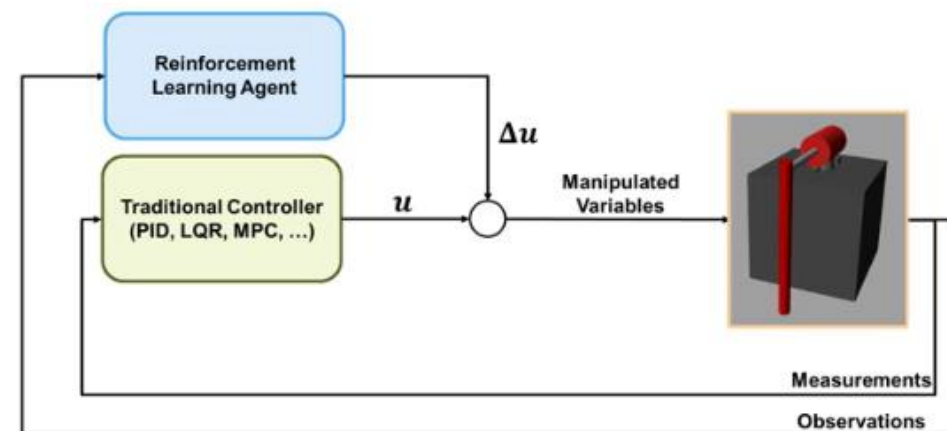 Reinforcement
Learning Agent
Δu
Traditional Controller
(PID, LQR, MPC, ...)
u
Manipulated
Variables
Measurements
Observations